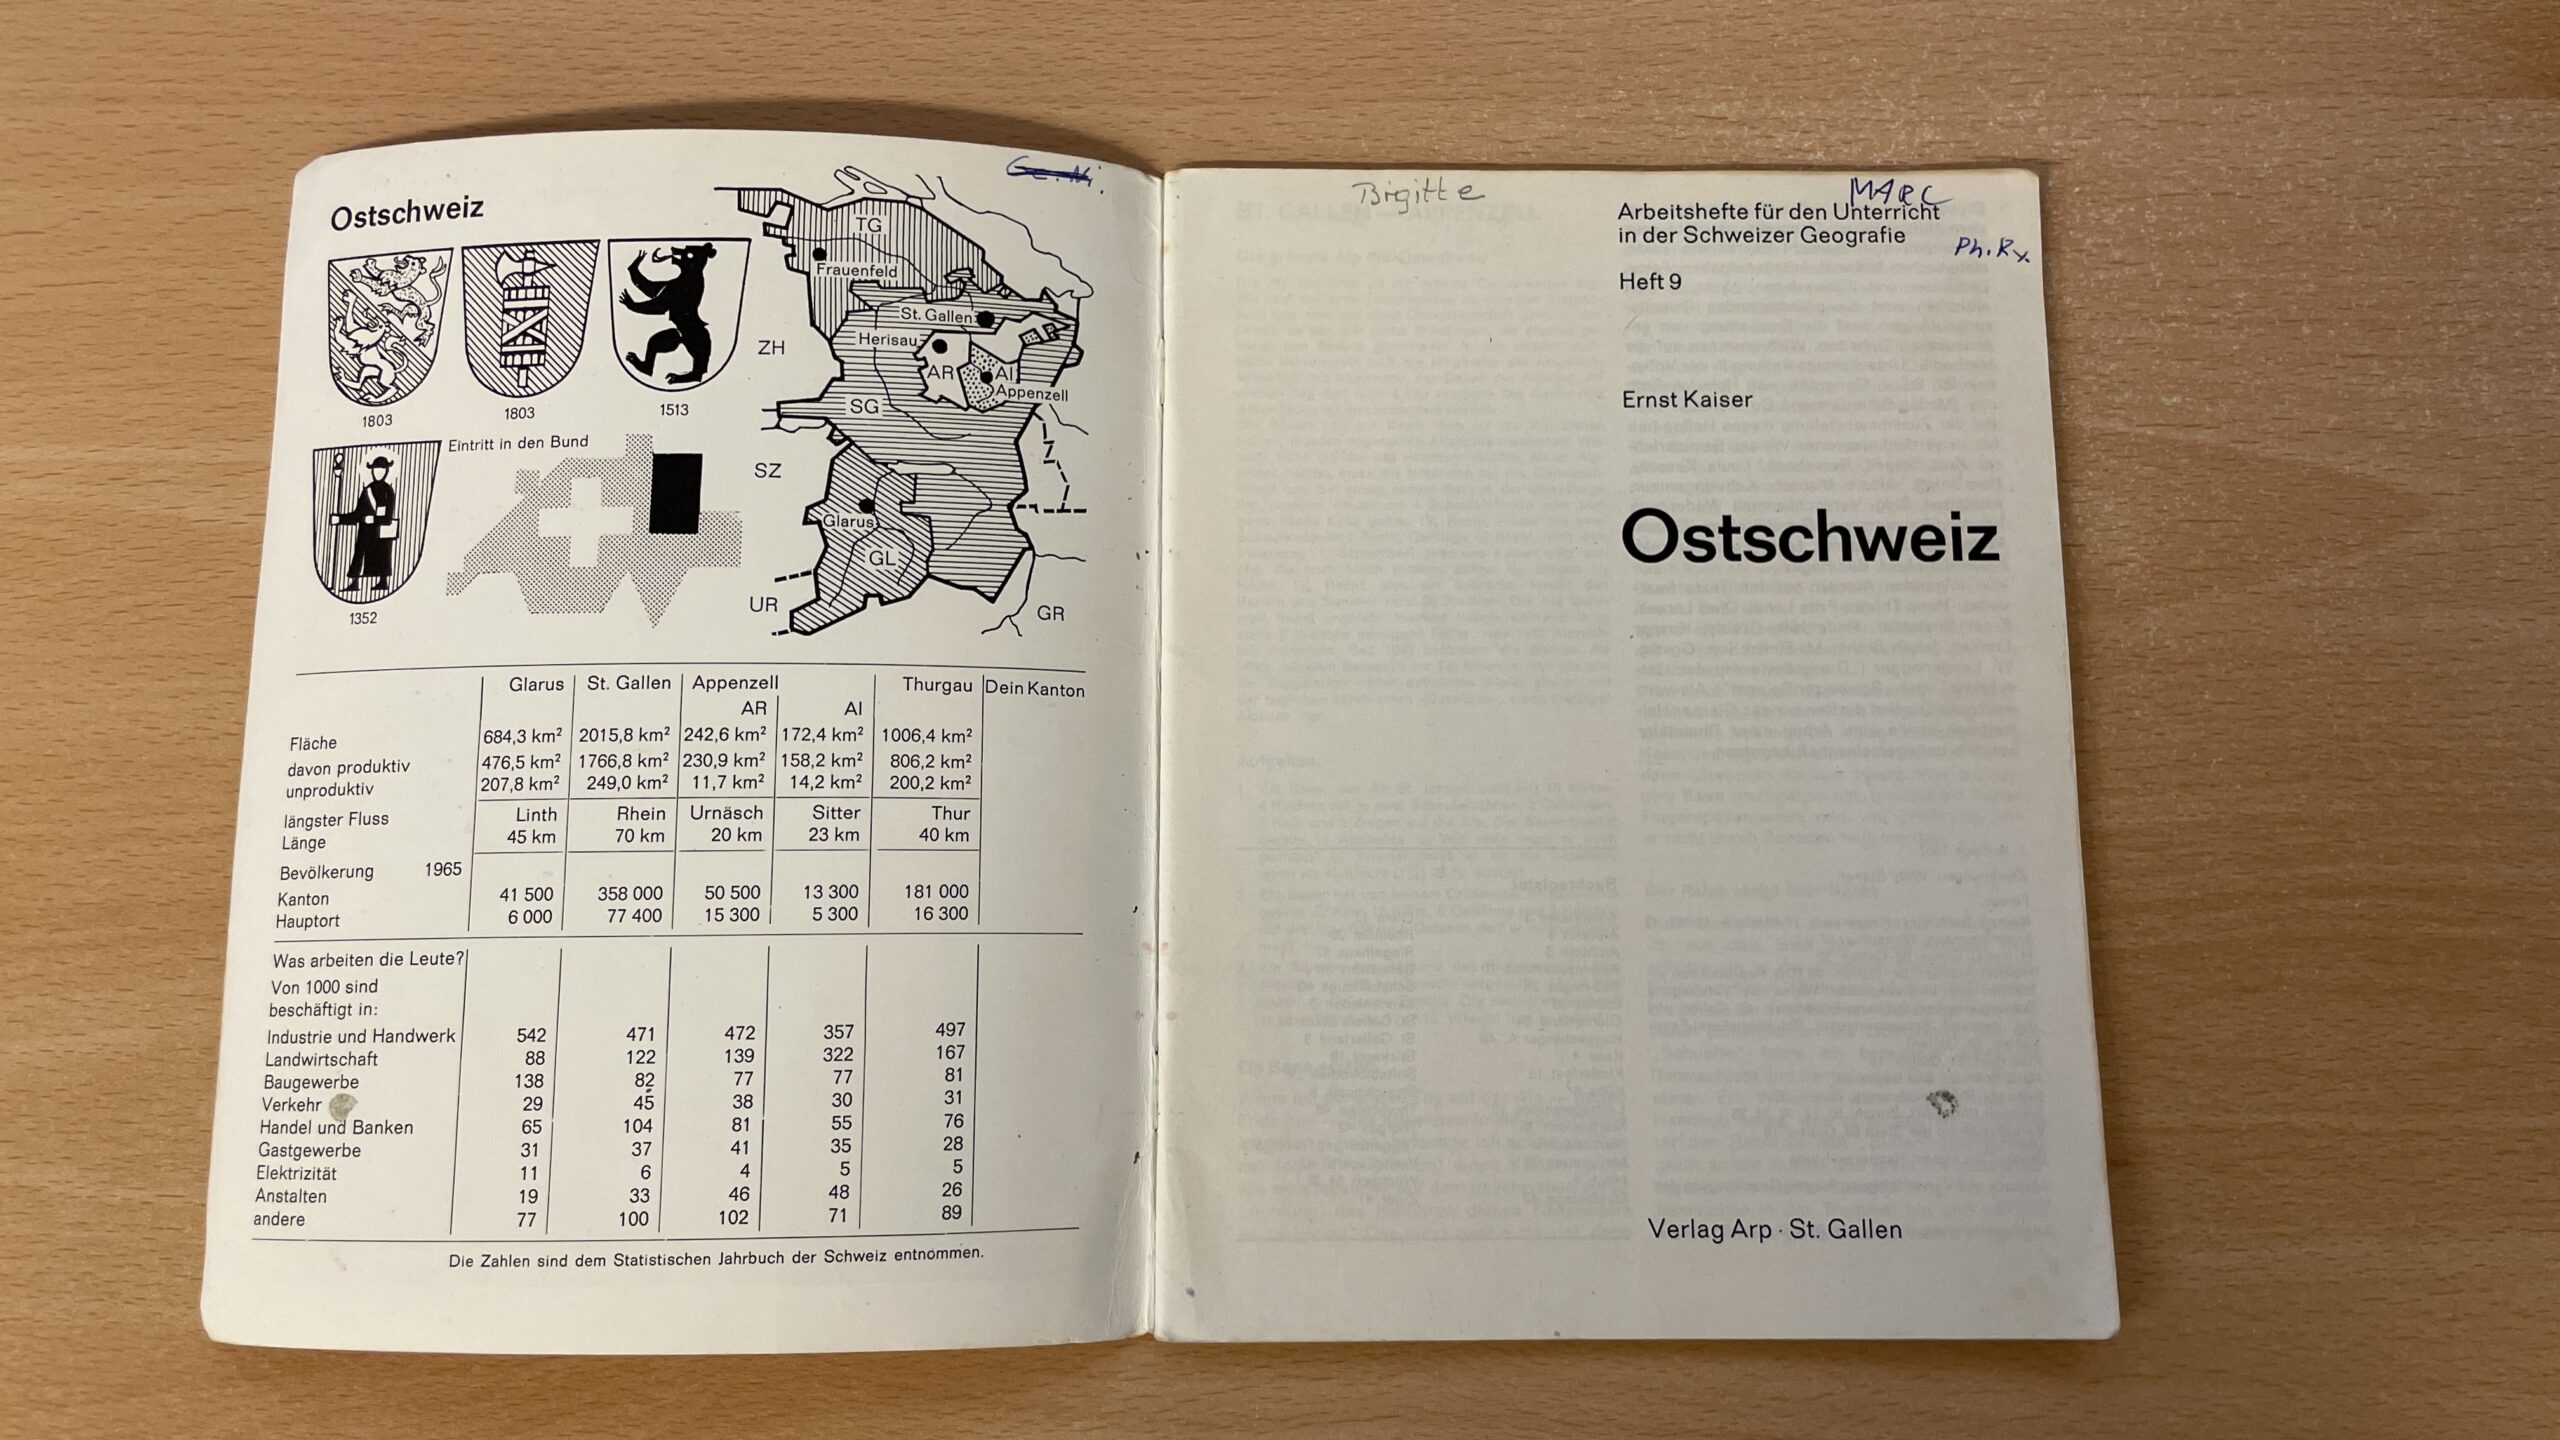 Ostschweiz
1803
1803
1513
Eintritt in den Bund
1352
TG
Frauenfeld
St. Gallen
ZH
Herisau
AR
AI
Appenzell
SG
SZ
Glarus
GL
UR
GR
Glarus St. Gallen Appenzell Thurgau Dein Kanton
AR AI
Fläche 684,3 km² 2015,8 km² 242,6 km² 172,4 km² 1006,4 km²
davon produktiv 476,5 km² 1766,8 km² 230,9 km² 158,2 km² 806,2 km²
unproduktiv 207,8 km² 249,0 km² 11,7 km² 14,2 km² 200,2 km²
längster Fluss Linth Rhein Urnäsch Sitter Thur
Länge 45 km 70 km 20 km 23 km 40 km
Bevölkerung 1965
Kanton 41 500 358 000 50 500 13 300 181 000
Hauptort 6 000 77 400 15 300 5 300 16 300
Was arbeiten die Leute?
Von 1000 sind
beschäftigt in:
Industrie und Handwerk 542 471 472 357 497
Landwirtschaft 88 122 139 322 167
Baugewerbe 138 82 77 77 81
Verkehr 29 45 38 30 31
Handel und Banken 65 104 81 55 76
Gastgewerbe 31 37 41 35 28
Elektrizität 11 6 4 5 5
Anstalten 19 33 46 48 26
andere 77 100 102 71 89
Die Zahlen sind dem Statistischen Jahrbuch der Schweiz entnommen.
Birgitte
MARC
Arbeitshefte für den Unterricht
in der Schweizer Geografie
Heft 9
Ernst Kaiser
Ostschweiz
Verlag Arp · St. Gallen